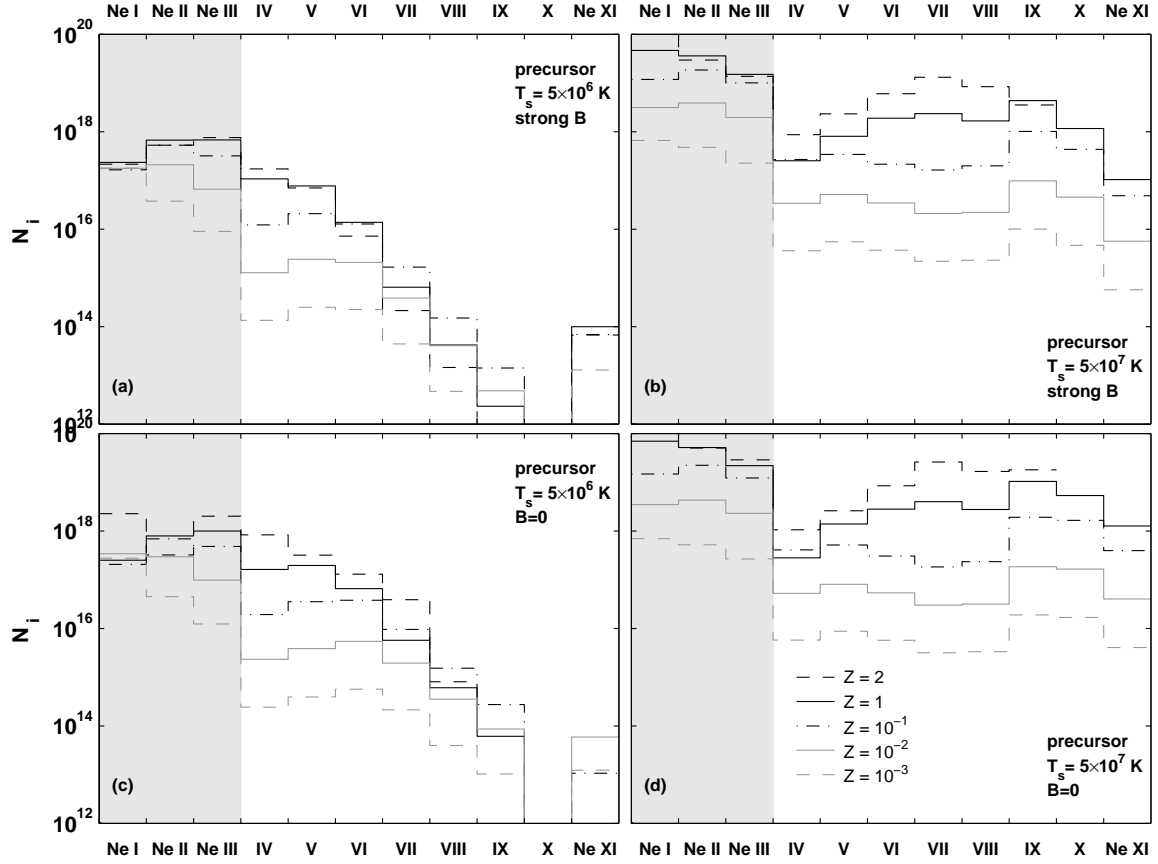 Ne I Ne II Ne III IV V VI VII VIII IX X Ne XI Ne I Ne II Ne III IV V VI VII VIII IX X Ne XI
10^20
10^18
10^16
10^14
10^12
N_i
precursor
T_s = 5×10^6 K
strong B
(a)
precursor
T_s = 5×10^7 K
strong B
(b)
10^20
10^18
10^16
10^14
10^12
N_i
precursor
T_s = 5×10^6 K
B=0
(c)
Z = 2
Z = 1
Z = 10^−1
Z = 10^−2
Z = 10^−3
precursor
T_s = 5×10^7 K
B=0
(d)
Ne I Ne II Ne III IV V VI VII VIII IX X Ne XI Ne I Ne II Ne III IV V VI VII VIII IX X Ne XI